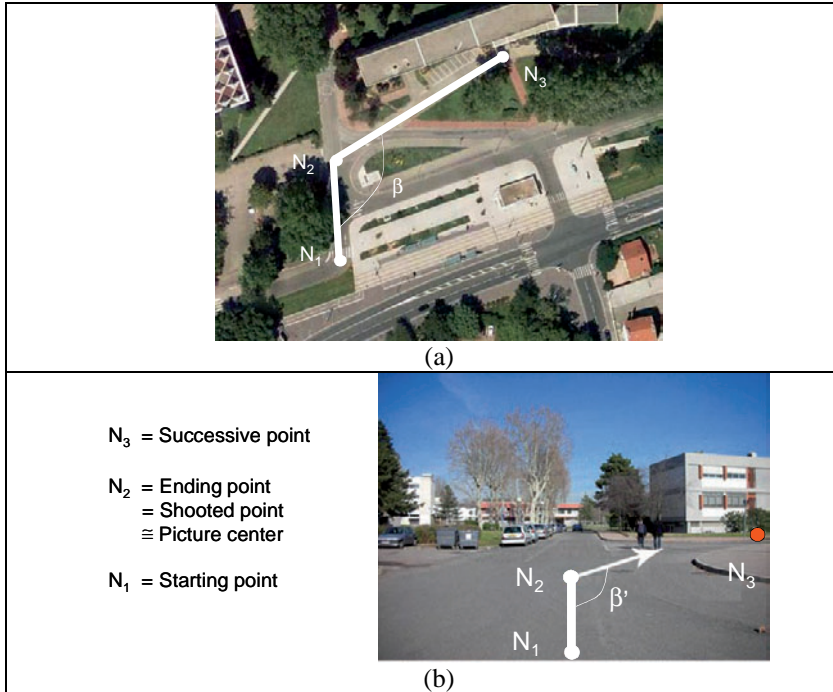 N₃
N₂
β
N₁
(a)
N₃ = Successive point
N₂ = Ending point
= Shooted point
≅ Picture center
N₁ = Starting point
N₂
N₃
β’
N₁
(b)